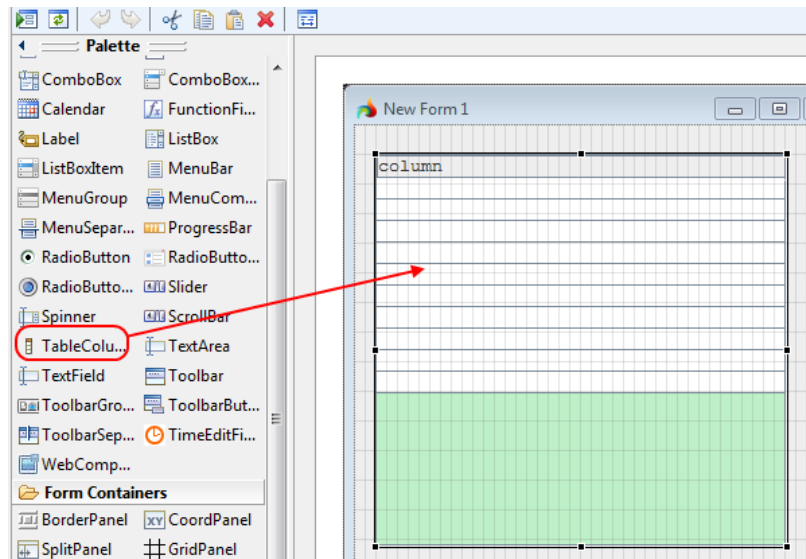 Palette
ComboBox ComboBox...
Calendar FunctionFi...
Label ListBox
ListBoxItem MenuBar
MenuGroup MenuCom...
MenuSepar... ProgressBar
RadioButton RadioButto...
RadioButto... Slider
Spinner ScrollBar
TableColu... TextArea
TextField Toolbar
ToolbarGro... ToolbarBut...
ToolbarSep... TimeEditFi...
WebComp...
Form Containers
BorderPanel CoordPanel
SplitPanel GridPanel
New Form 1
column